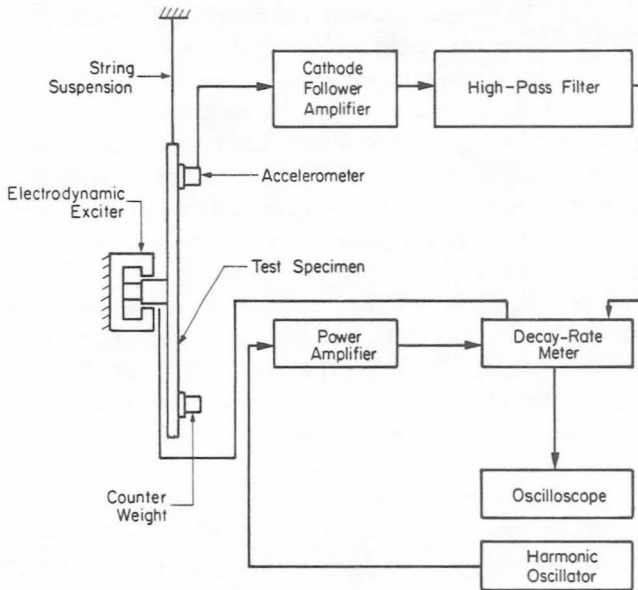 String
Suspension
Cathode
Follower
Amplifier
High-Pass Filter
Accelerometer
Electrodynamic
Exciter
Test Specimen
Power
Amplifier
Decay-Rate
Meter
Counter
Weight
Oscilloscope
Harmonic
Oscillator